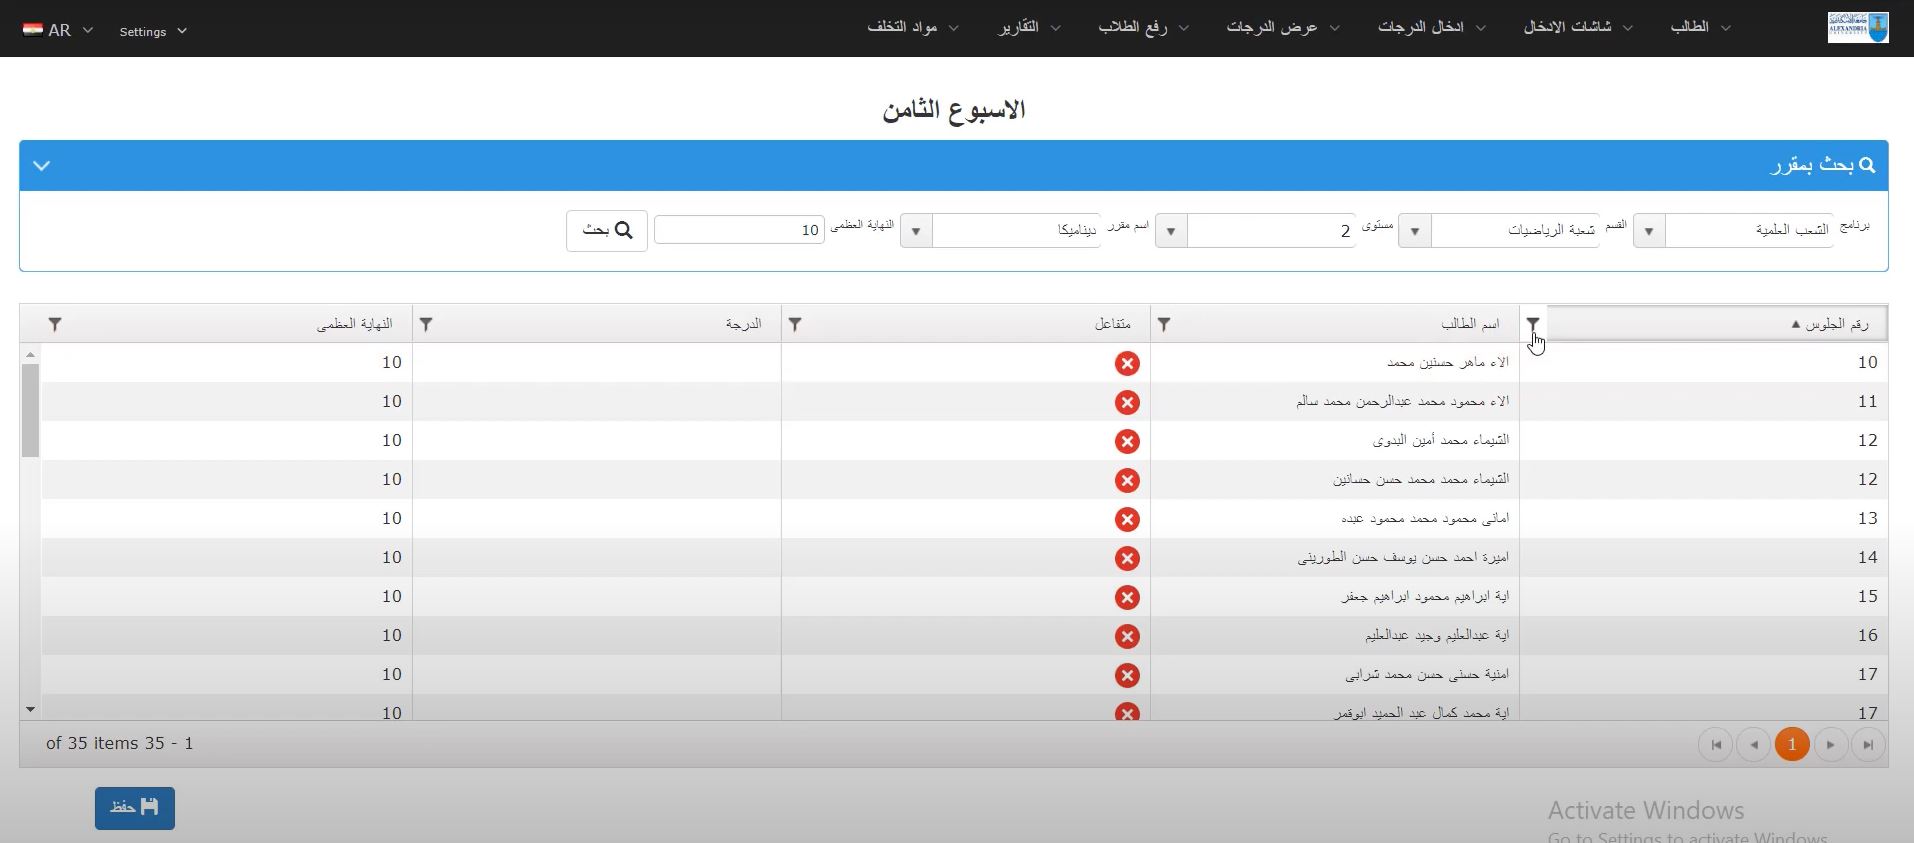 الطالب شاشات الادخال ادخال الدرجات عرض الدرجات رفع الطلاب التقارير مواد التخلف Settings AR
الاسبوع الثامن
بحث بمقرر
برنامج الشعب العلمية القسم شعبة الرياضيات مستوى 2 اسم مقرر ديناميكا النهاية العظمى 10 بحث
رقم الجلوس اسم الطالب متفاعل الدرجة النهاية العظمى
10 الاء ماهر حسنين محمد 10
11 الاء محمود محمد عبدالرحمن محمد سالم 10
12 الشيماء محمد أمين البدوى 10
12 الشيماء محمد محمد حسن حسانين 10
13 امانى محمود محمد محمود عبده 10
14 اميرة احمد حسن يوسف حسن الطورينى 10
15 اية ابراهيم محمود ابراهيم جعفر 10
16 اية عبدالعليم وجيد عبدالعليم 10
17 امنية حسنى حسن محمد شرابى 10
17 اية محمد كمال عبد الحميد ابوقمر 10
1
of 35 items 35 - 1
حفظ
Activate Windows
Go to Settings to activate Windows